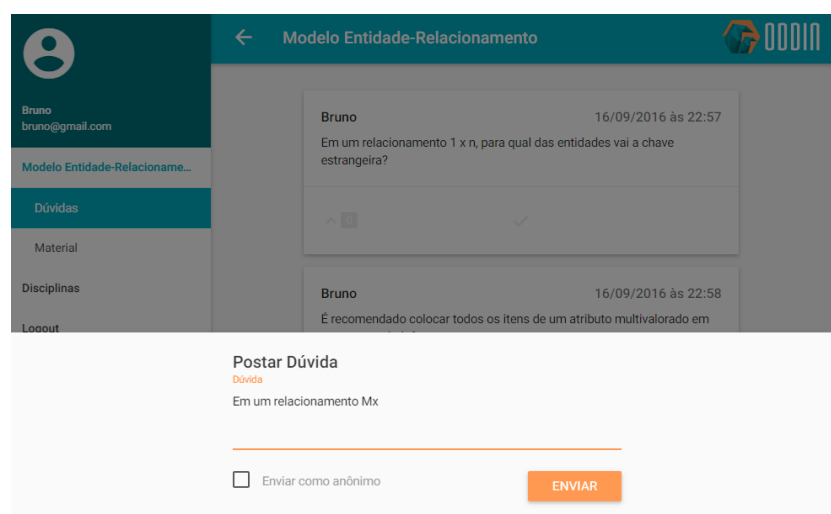 Modelo Entidade-Relacionamento
ODIN
Bruno
bruno@gmail.com
Modelo Entidade-Relacioname...
Dúvidas
Material
Disciplinas
Logout
Bruno
16/09/2016 às 22:57
Em um relacionamento 1 x n, para qual das entidades vai a chave
estrangeira?
0
Bruno
16/09/2016 às 22:58
É recomendado colocar todos os itens de um atributo multivalorado em
Postar Dúvida
Dúvida
Em um relacionamento Mx
Enviar como anônimo
ENVIAR